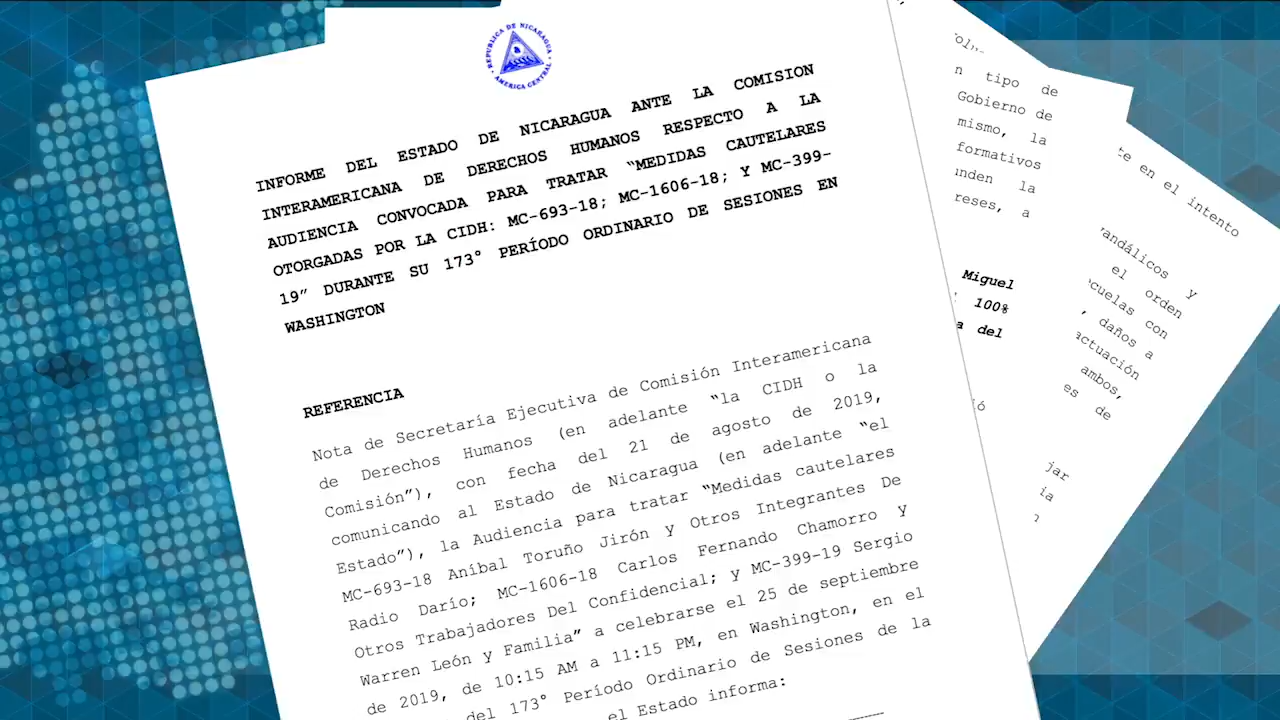 REPUBLICA DE NICARAGUA
AMERICA CENTRAL
INFORME DEL ESTADO DE NICARAGUA ANTE LA COMISION
INTERAMERICANA DE DERECHOS HUMANOS RESPECTO A LA
AUDIENCIA CONVOCADA PARA TRATAR “MEDIDAS CAUTELARES
OTORGADAS POR LA CIDH: MC-693-18; MC-1606-18; Y MC-399-
19” DURANTE SU 173° PERÍODO ORDINARIO DE SESIONES EN
WASHINGTON
REFERENCIA
Nota de Secretaría Ejecutiva de Comisión Interamericana
de Derechos Humanos (en adelante “la CIDH o la
Comisión”), con fecha del 21 de agosto de 2019,
comunicando al Estado de Nicaragua (en adelante “el
Estado”), la Audiencia para tratar “Medidas cautelares
MC-693-18 Aníbal Toruño Jirón y Otros Integrantes De
Radio Darío; MC-1606-18 Carlos Fernando Chamorro y
Otros Trabajadores Del Confidencial; y MC-399-19 Sergio
Warren León y Familia” a celebrarse el 25 de septiembre
de 2019, de 10:15 AM a 11:15 PM, en Washington, en el
del 173° Período Ordinario de Sesiones de la
el Estado informa:
n tipo de
Gobierno de
mismo, la
formativos
unden la
reses, a
Miguel
100%
a del
te en el intento
andálicos y
el orden
cuelas con
, daños a
actuación
ambos,
es de
jar
ía